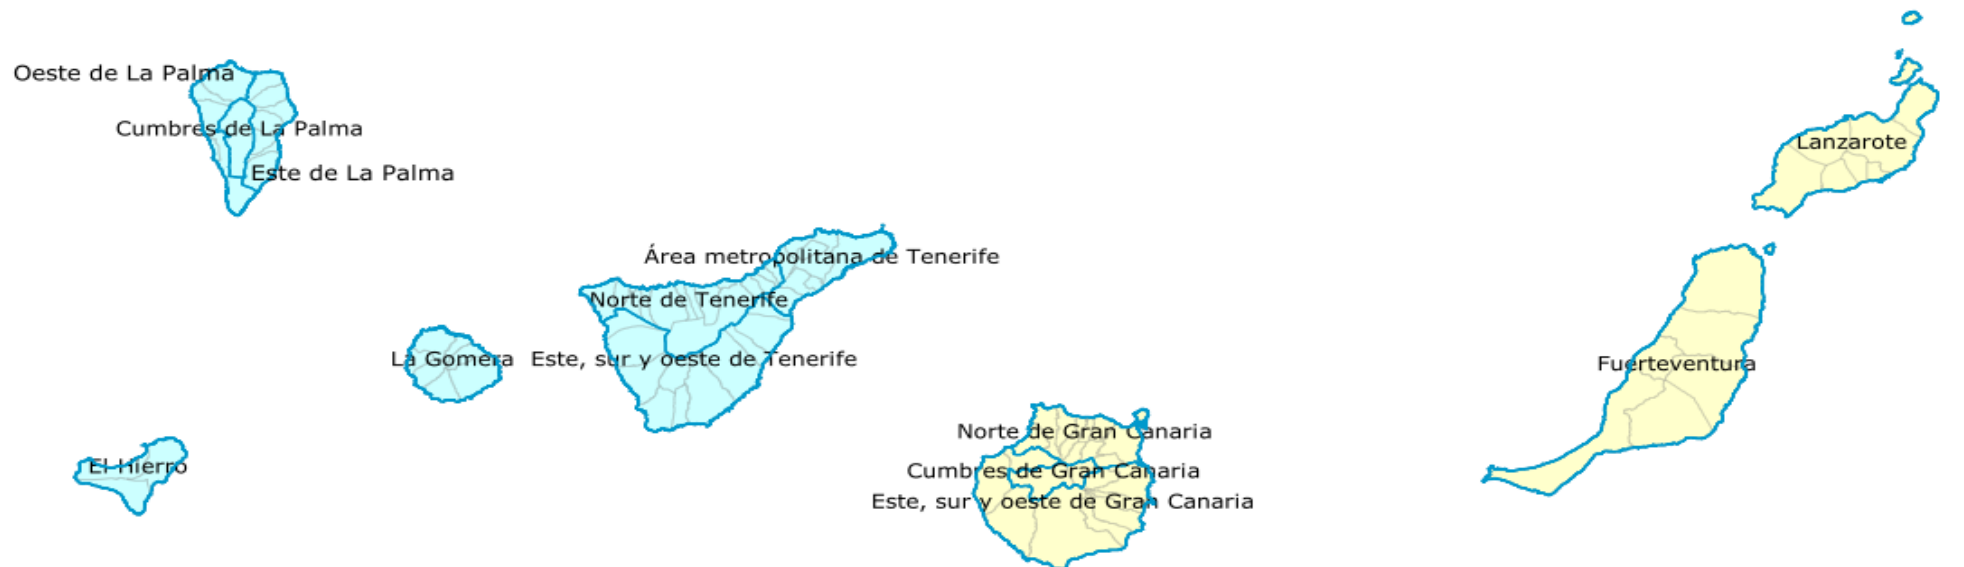 Oeste de La Palma
Cumbres de La Palma
Lanzarote
Este de La Palma
Área metropolitana de Tenerife
Norte de Tenerife
La Gomera
Este, sur y oeste de Tenerife
Fuerteventura
Norte de Gran Canaria
El Hierro
Cumbres de Gran Canaria
Este, sur y oeste de Gran Canaria